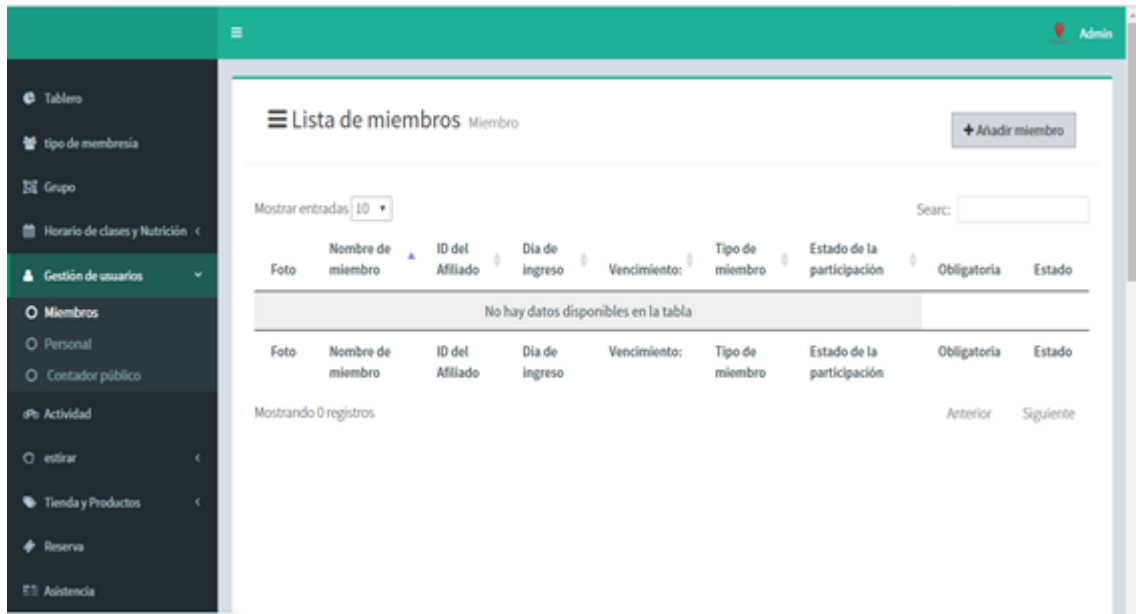 Admin
Tablero
tipo de membresía
Grupo
Horario de clases y Nutrición
Gestión de usuarios
Miembros
Personal
Contador público
Actividad
estirar
Tienda y Productos
Reserva
Asistencia
Lista de miembros Miembro
+ Añadir miembro
Mostrar entradas 10
Searc:
Foto Nombre de miembro ID del Afiliado Dia de ingreso Vencimiento: Tipo de miembro Estado de la participación Obligatoria Estado
No hay datos disponibles en la tabla
Foto Nombre de miembro ID del Afiliado Dia de ingreso Vencimiento: Tipo de miembro Estado de la participación Obligatoria Estado
Mostrando 0 registros
Anterior Siguiente